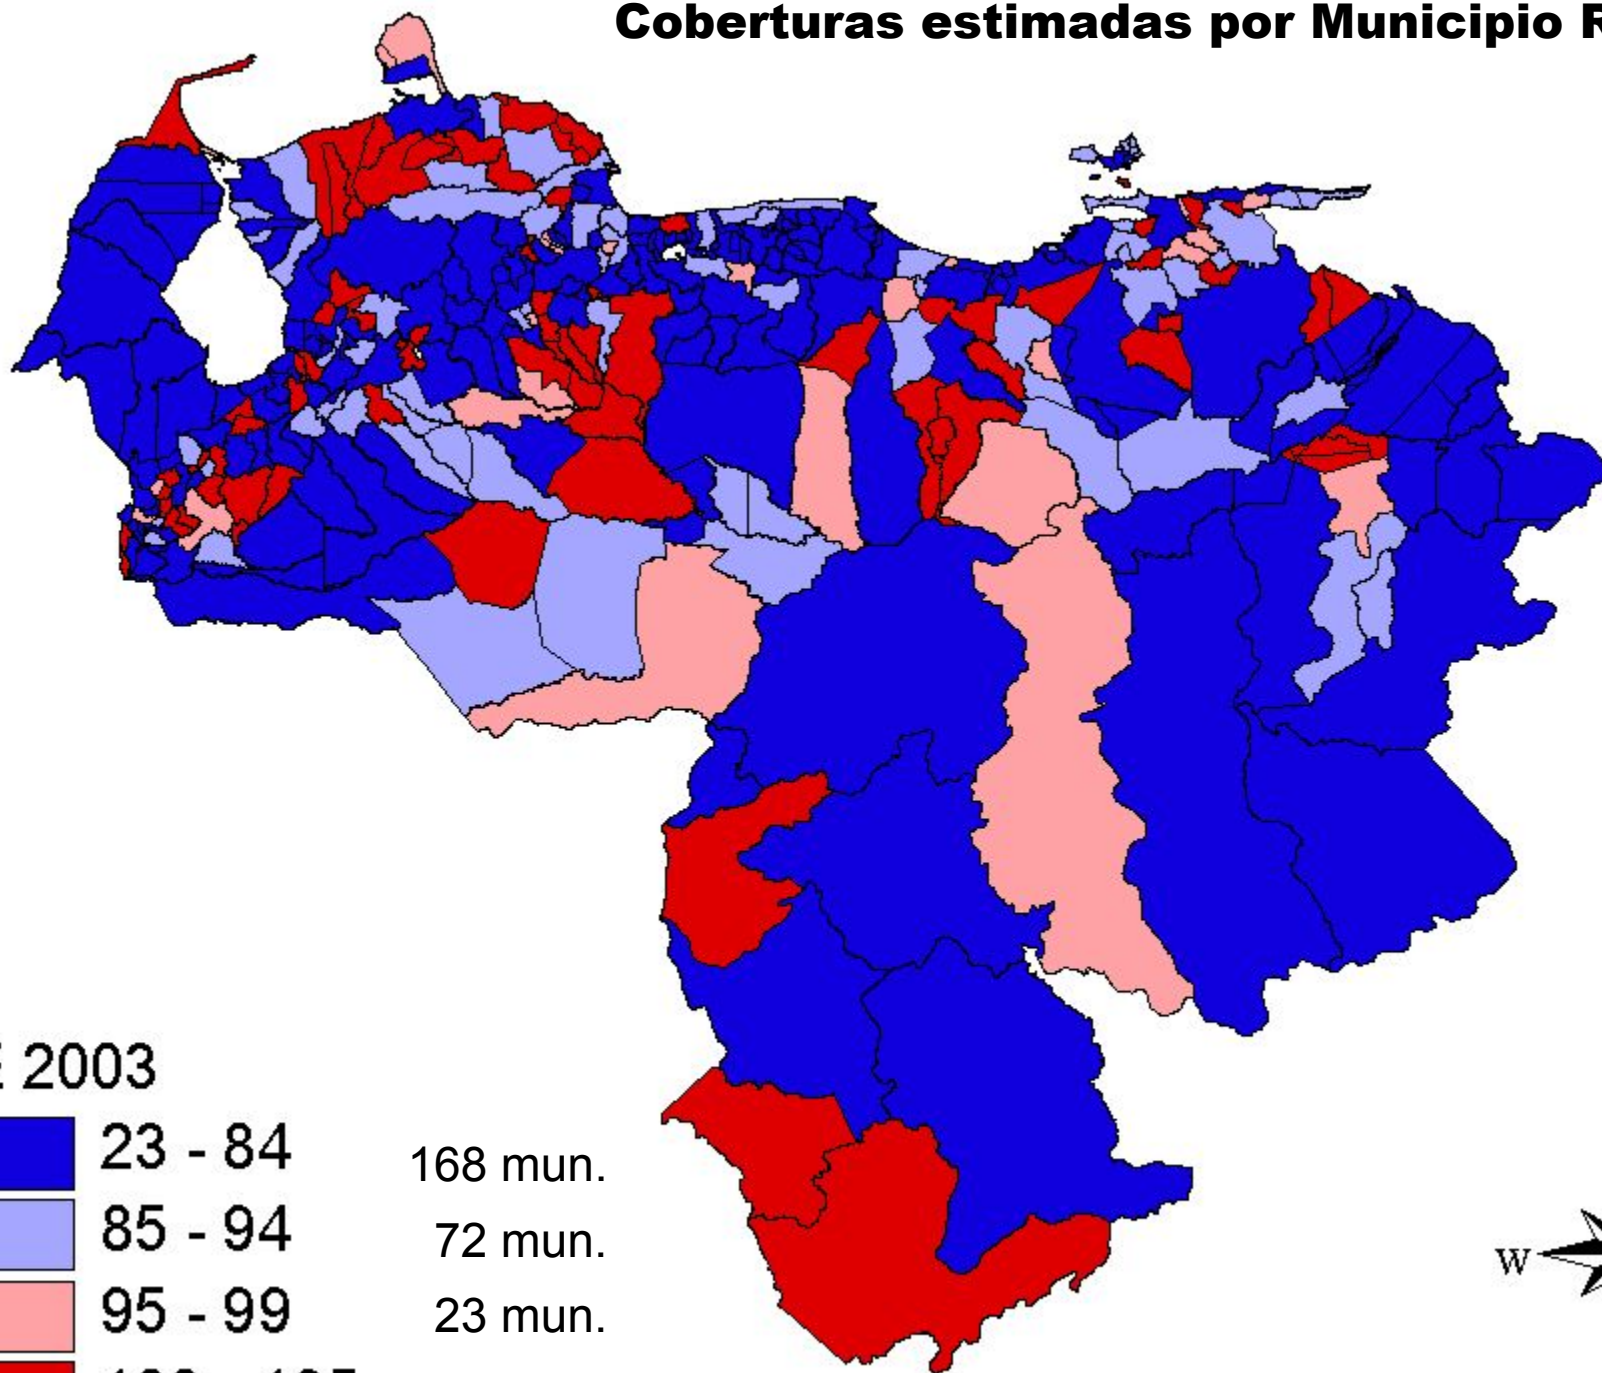 Coberturas estimadas por Municipio R
E 2003
23 - 84 168 mun.
85 - 94 72 mun.
95 - 99 23 mun.
W